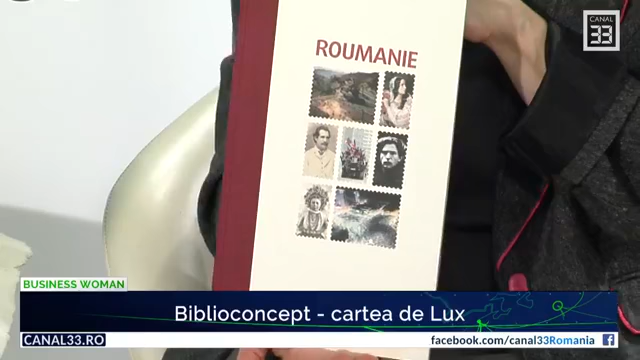 CANAL
33
ROUMANIE
BUSINESS WOMAN
Biblioconcept - cartea de Lux
CANAL33.RO
facebook.com/canal33Romania